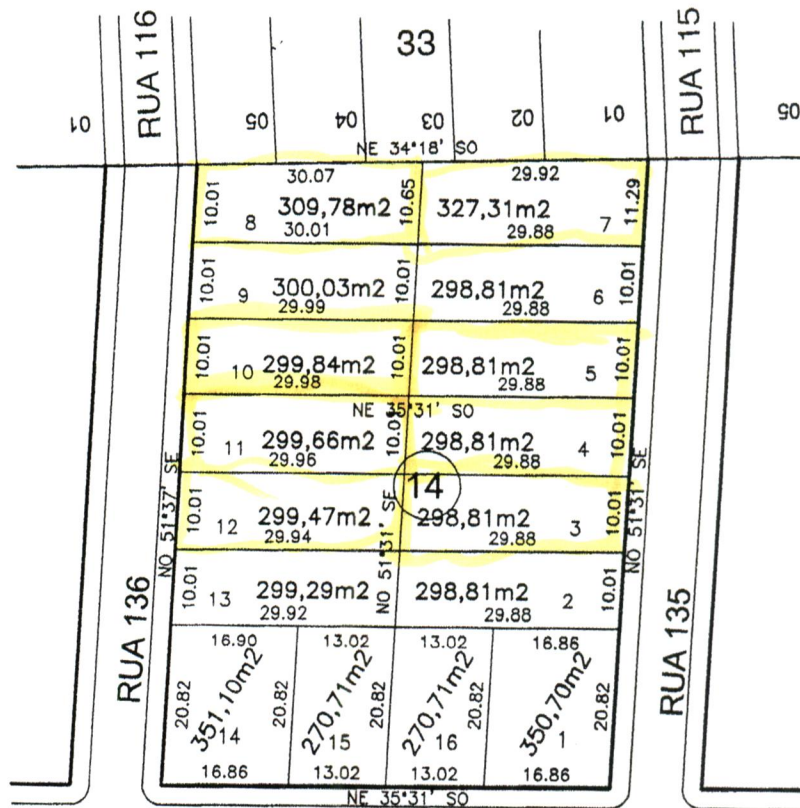 33
RUA 116
RUA 115
01
05
04
03
02
01
05
NE 34°18' SO
30.07
29.92
10.01
8
309,78m2
30.01
10.65
327,31m2
29.88
7
11.29
10.01
9
300,03m2
29.99
10.01
298,81m2
29.88
6
10.01
10.01
10
299,84m2
29.98
10.01
298,81m2
29.88
5
10.01
NE 35°31' SO
10.01
11
299,66m2
29.96
10.01
298,81m2
29.88
4
10.01
14
NO 51°37' SE
NO 51°31' SE
NO 51°31' SE
10.01
12
299,47m2
29.94
298,81m2
29.88
3
10.01
10.01
13
299,29m2
29.92
298,81m2
29.88
2
10.01
RUA 136
RUA 135
16.90
13.02
13.02
16.86
20.82
351,10m2
20.82
270,71m2
20.82
270,71m2
20.82
350,70m2
20.82
14
15
16
1
16.86
13.02
13.02
16.86
NE 35°31' SO